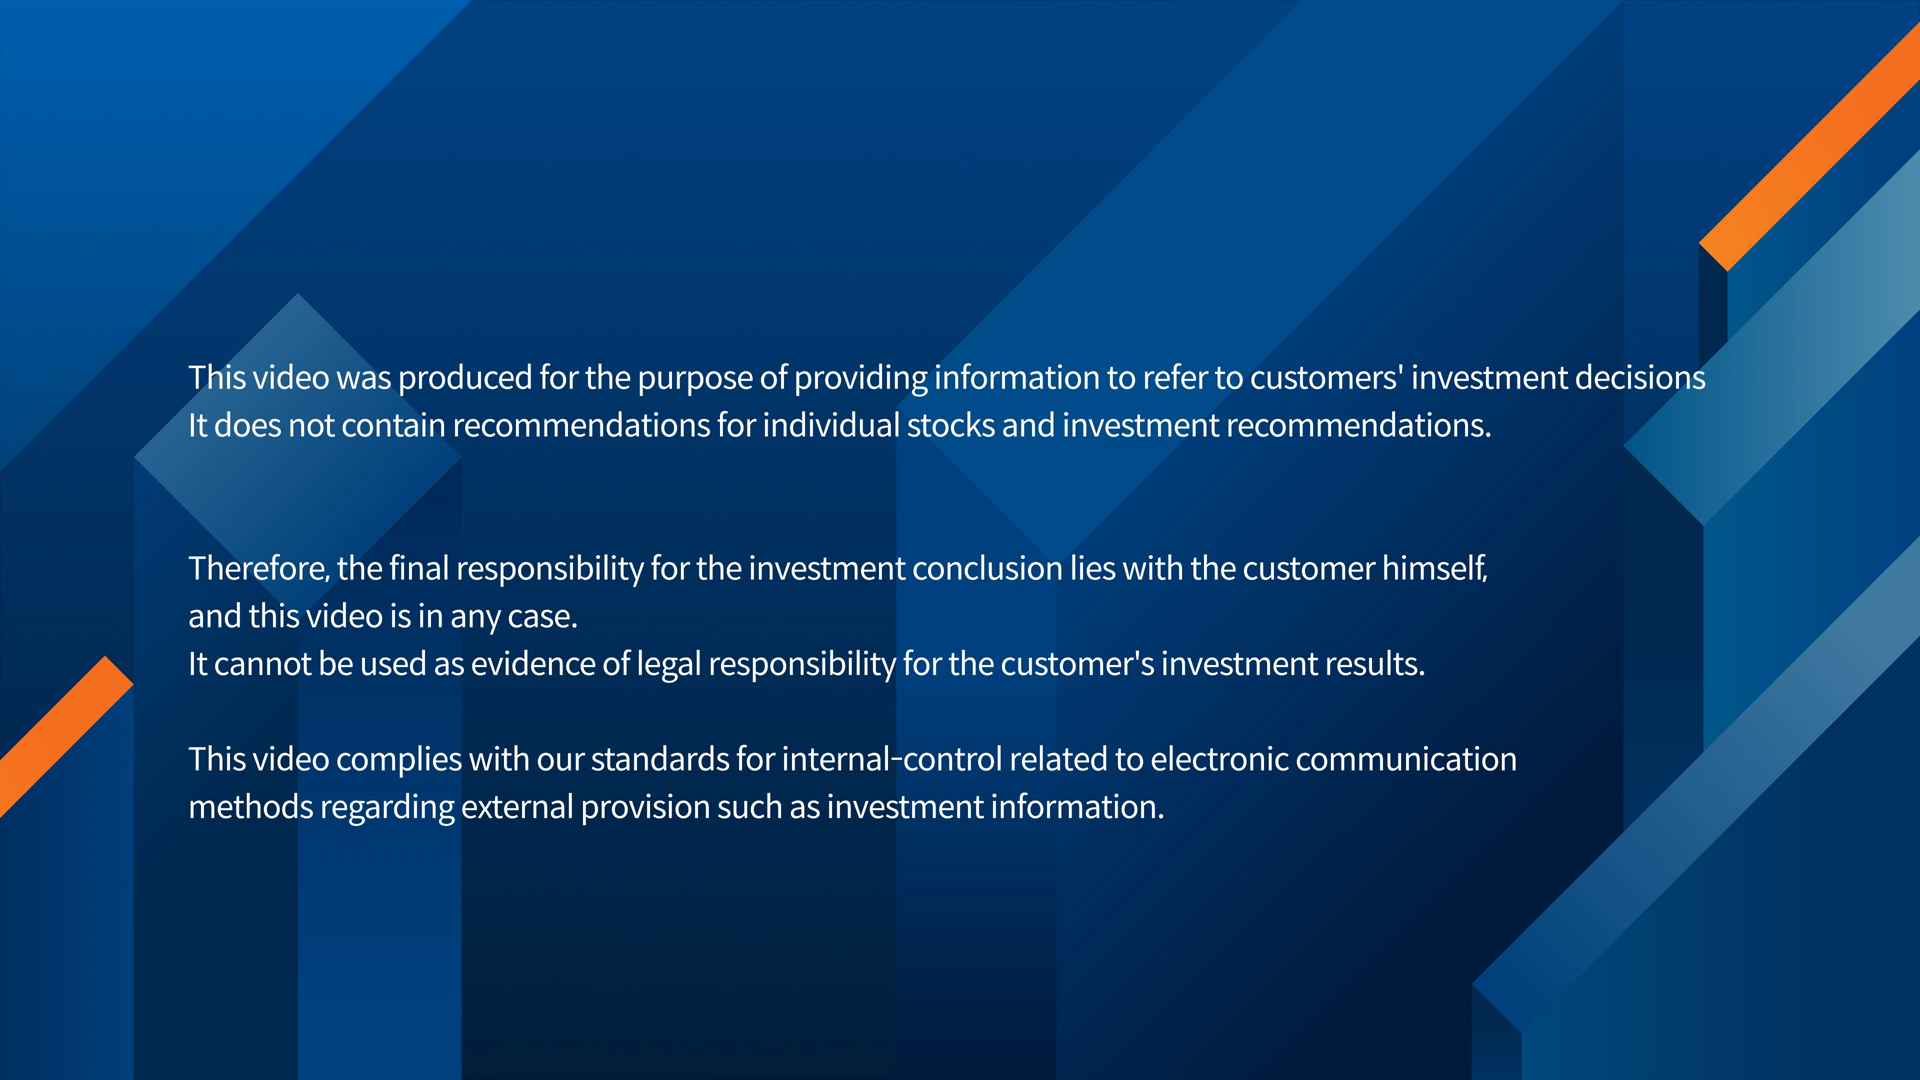 This video was produced for the purpose of providing information to refer to customers' investment decisions
It does not contain recommendations for individual stocks and investment recommendations.
Therefore, the final responsibility for the investment conclusion lies with the customer himself,
and this video is in any case.
It cannot be used as evidence of legal responsibility for the customer's investment results.
This video complies with our standards for internal-control related to electronic communication
methods regarding external provision such as investment information.